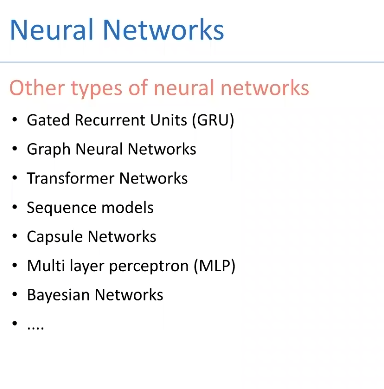 Neural Networks
Other types of neural networks
• Gated Recurrent Units (GRU)
• Graph Neural Networks
• Transformer Networks
• Sequence models
• Capsule Networks
• Multi layer perceptron (MLP)
• Bayesian Networks
• ....